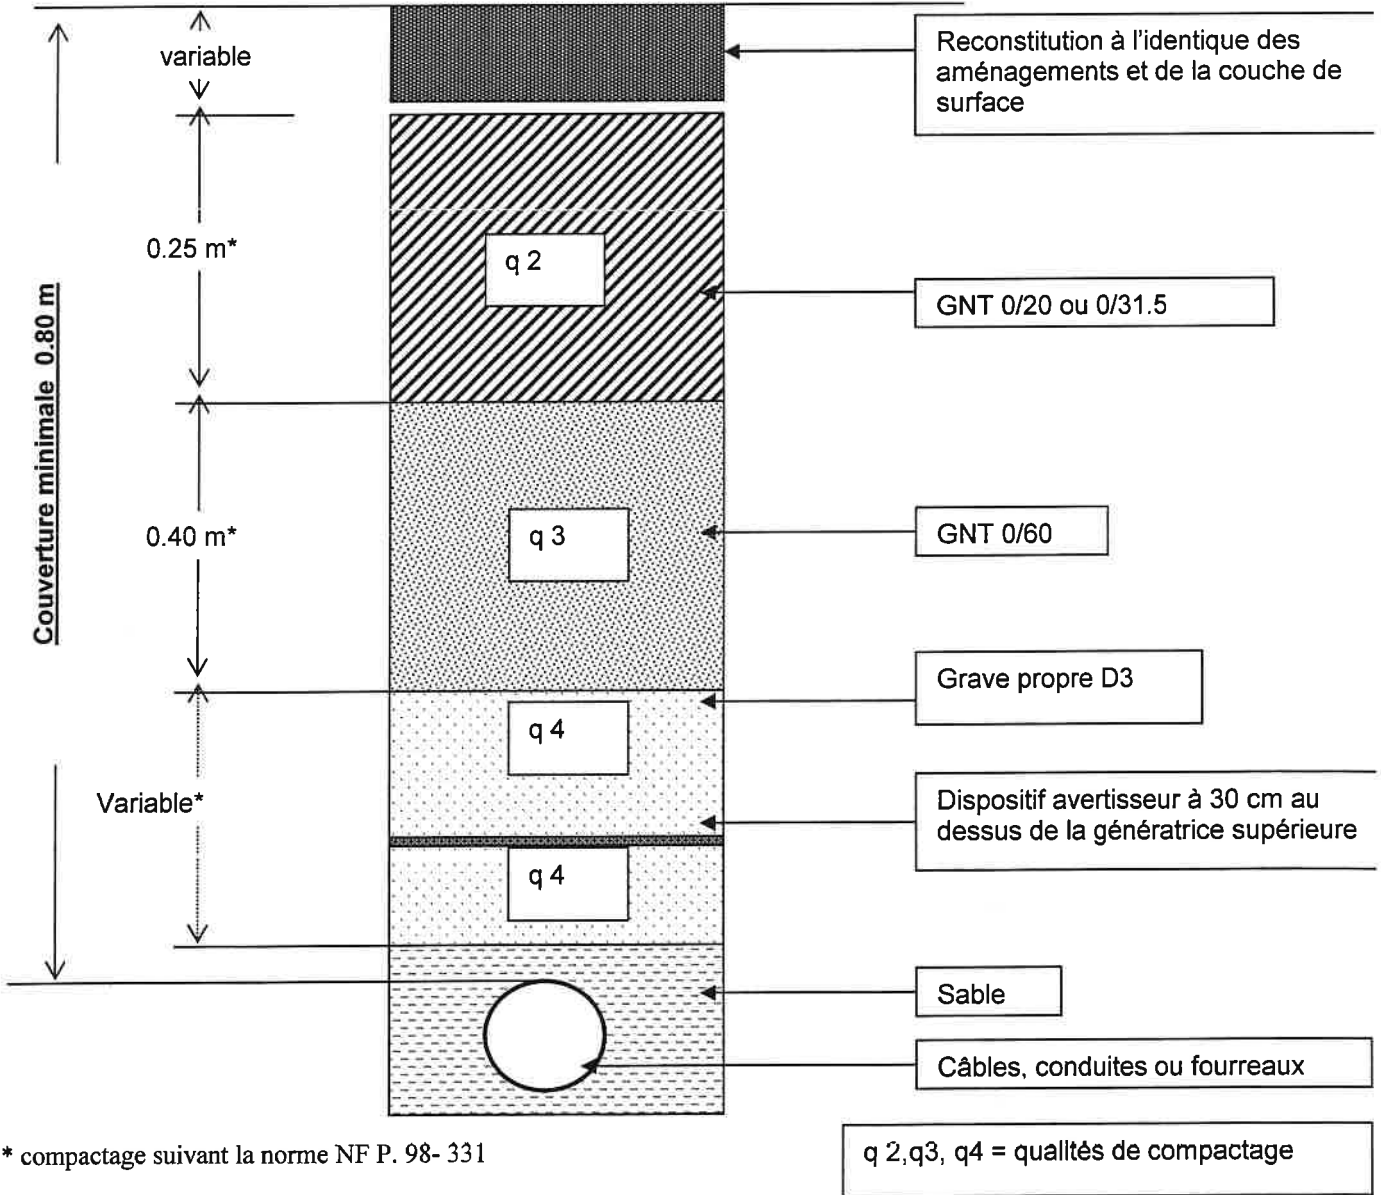 variable
Reconstitution à l'identique des
aménagements et de la couche de
surface
0.25 m*
q 2
GNT 0/20 ou 0/31.5
Couverture minimale 0.80 m
0.40 m*
q 3
GNT 0/60
Grave propre D3
q 4
Variable*
Dispositif avertisseur à 30 cm au
dessus de la génératrice supérieure
q 4
Sable
Câbles, conduites ou fourreaux
* compactage suivant la norme NF P. 98- 331
q 2,q3, q4 = qualités de compactage